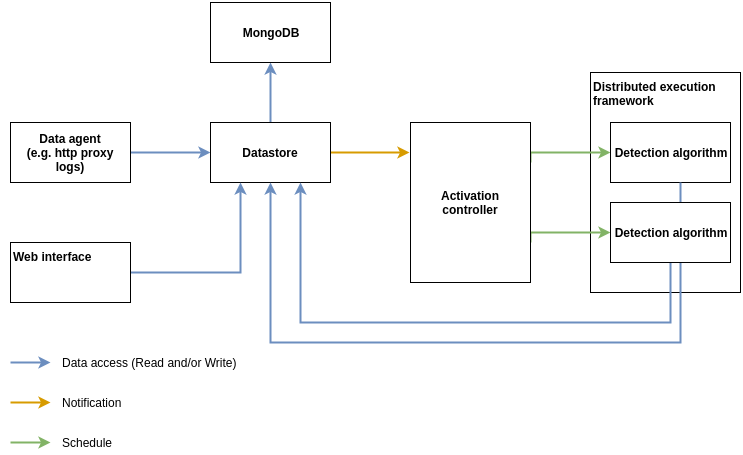 MongoDB
Distributed execution
framework
Data agent
(e.g. http proxy
logs)
Datastore
Activation
controller
Detection algorithm
Detection algorithm
Web interface
Data access (Read and/or Write)
Notification
Schedule